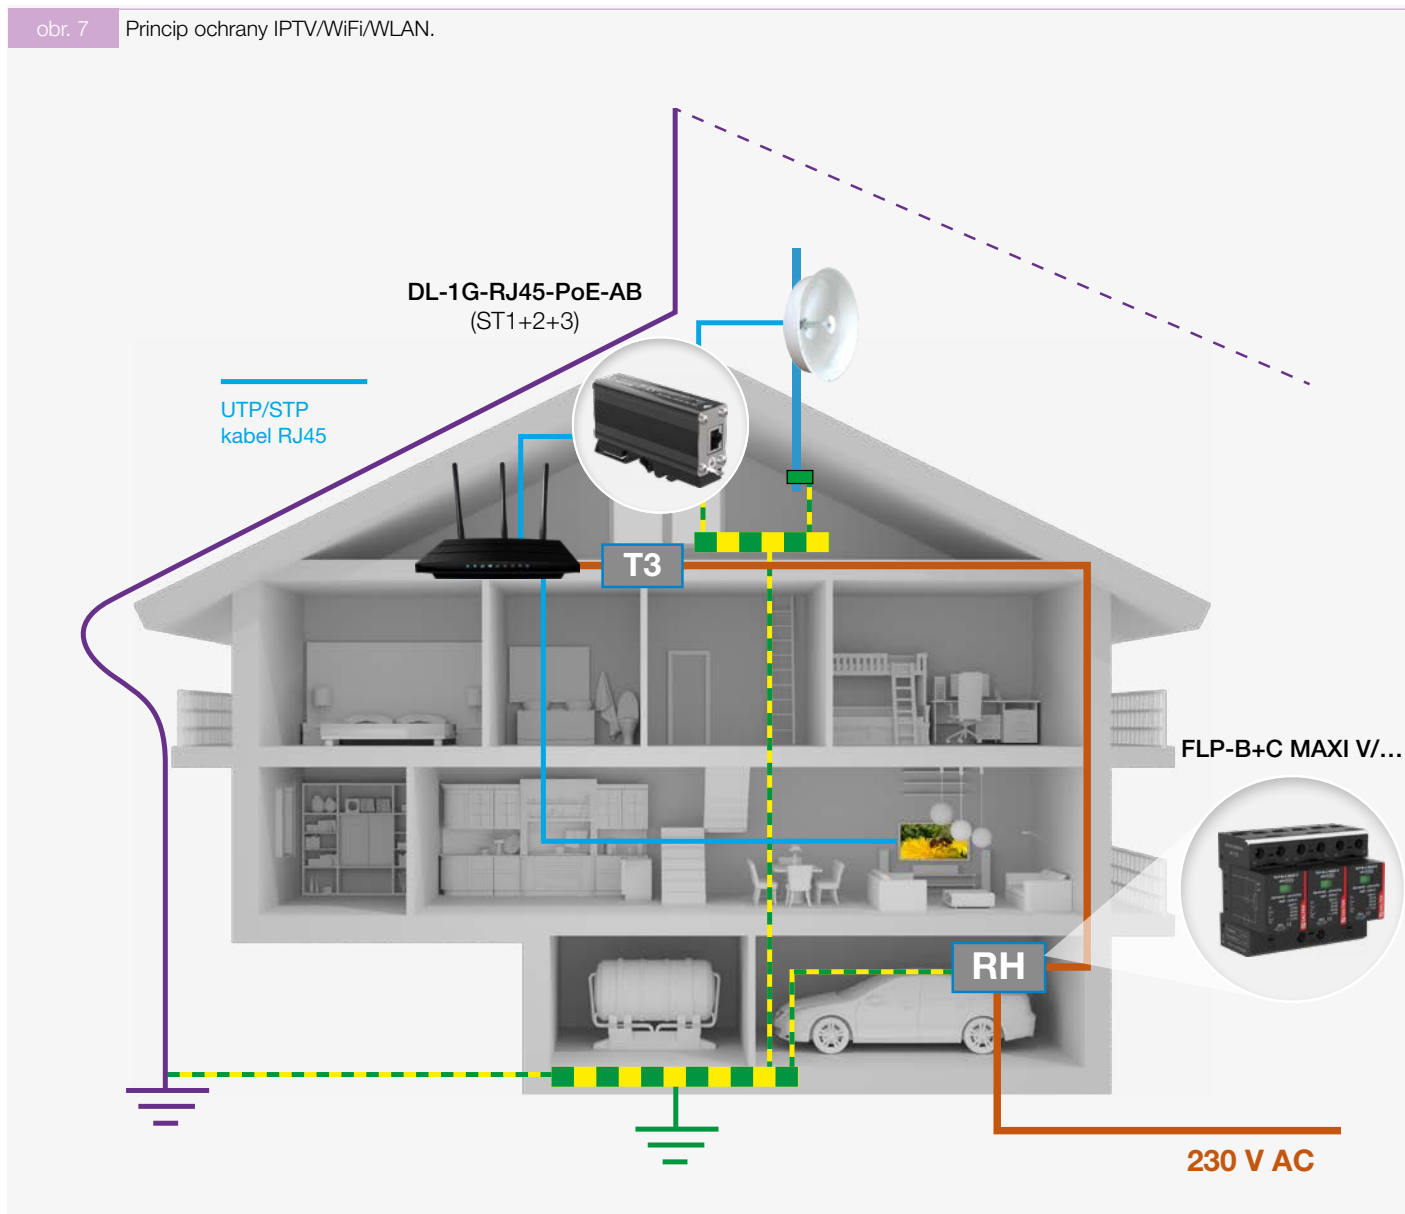 obr. 7
Princip ochrany IPTV/WiFi/WLAN.
DL-1G-RJ45-PoE-AB
(ST1+2+3)
UTP/STP
kabel RJ45
T3
FLP-B+C MAXI V/...
RH
230 V AC